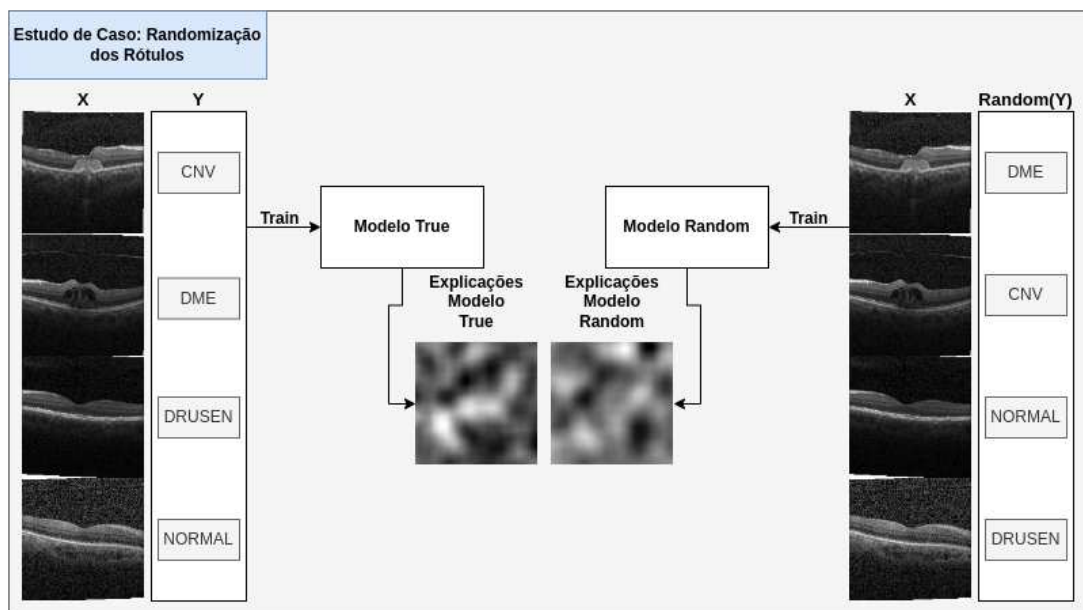 Estudo de Caso: Randomização
dos Rótulos
X
Y
CNV
DME
DRUSEN
NORMAL
Train
Modelo True
Explicações
Modelo
True
Modelo Random
Explicações
Modelo
Random
Train
X
Random(Y)
DME
CNV
NORMAL
DRUSEN